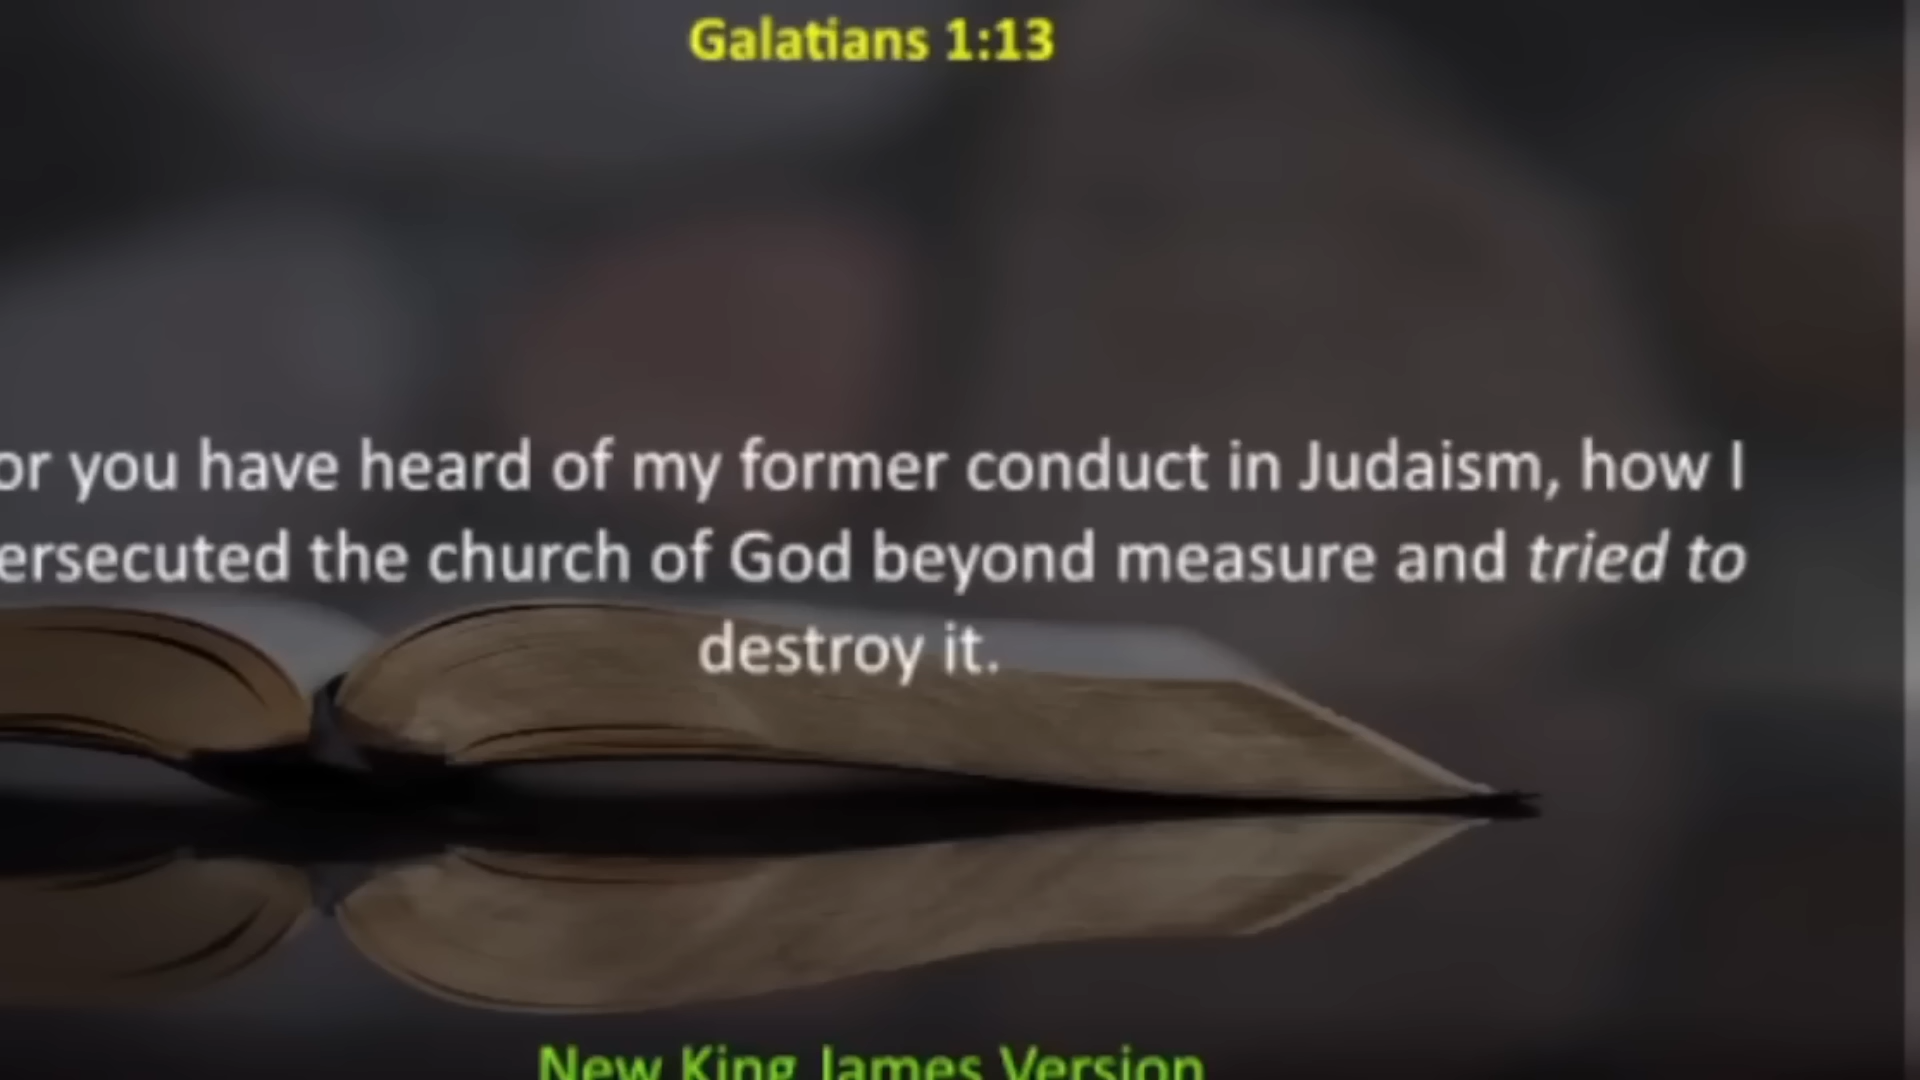 Galatians 1:13
or you have heard of my former conduct in Judaism, how I
ersecuted the church of God beyond measure and tried to
destroy it.
New King James Version